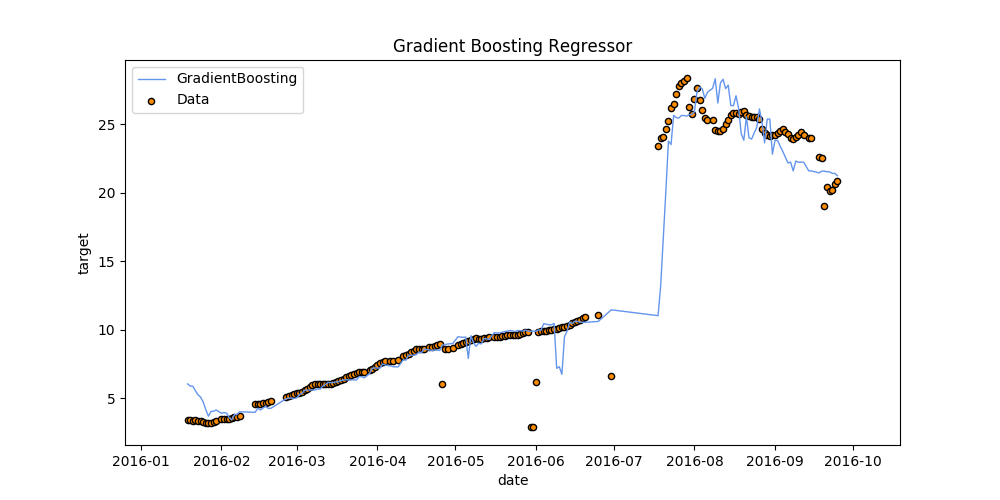 Gradient Boosting Regressor
GradientBoosting
Data
target
25
20
15
10
5
2016-01 2016-02 2016-03 2016-04 2016-05 2016-06 2016-07 2016-08 2016-09 2016-10
date